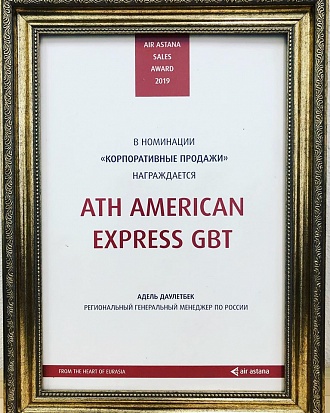 AIR ASTANA
SALES
AWARD
2019
В НОМИНАЦИИ
«КОРПОРАТИВНЫЕ ПРОДАЖИ»
НАГРАЖДАЕТСЯ
ATH AMERICAN
EXPRESS GBT
АДЕЛЬ ДАУЛЕТБЕК
РЕГИОНАЛЬНЫЙ ГЕНЕРАЛЬНЫЙ МЕНЕДЖЕР ПО РОССИИ
FROM THE HEART OF EURASIA
air astana